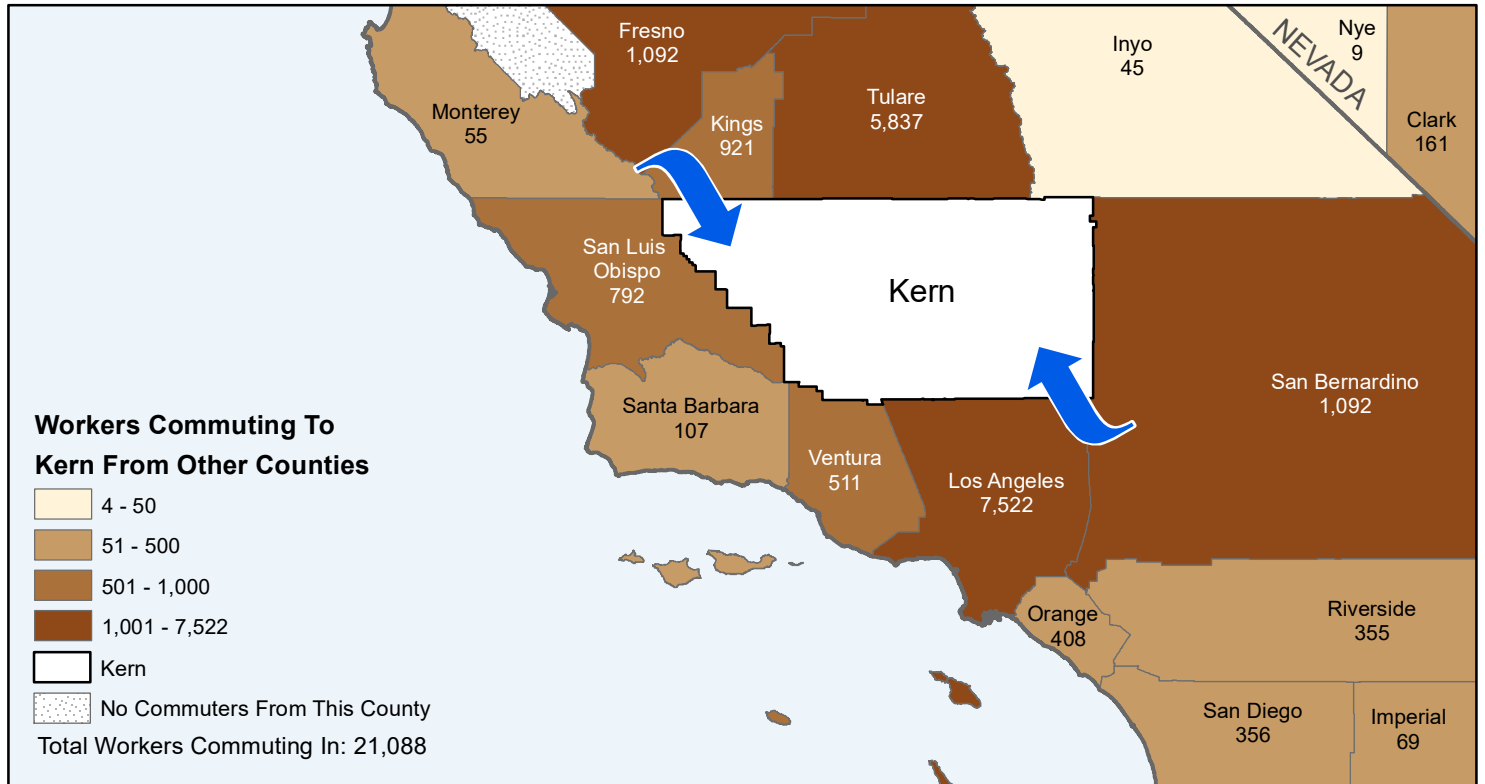 Fresno
1,092
Inyo
45
Nye
9
NEVADA
Monterey
55
Kings
921
Tulare
5,837
Clark
161
San Luis
Obispo
792
Kern
San Bernardino
1,092
Santa Barbara
107
Ventura
511
Los Angeles
7,522
Orange
408
Riverside
355
San Diego
356
Imperial
69
Workers Commuting To
Kern From Other Counties
4 - 50
51 - 500
501 - 1,000
1,001 - 7,522
Kern
No Commuters From This County
Total Workers Commuting In: 21,088